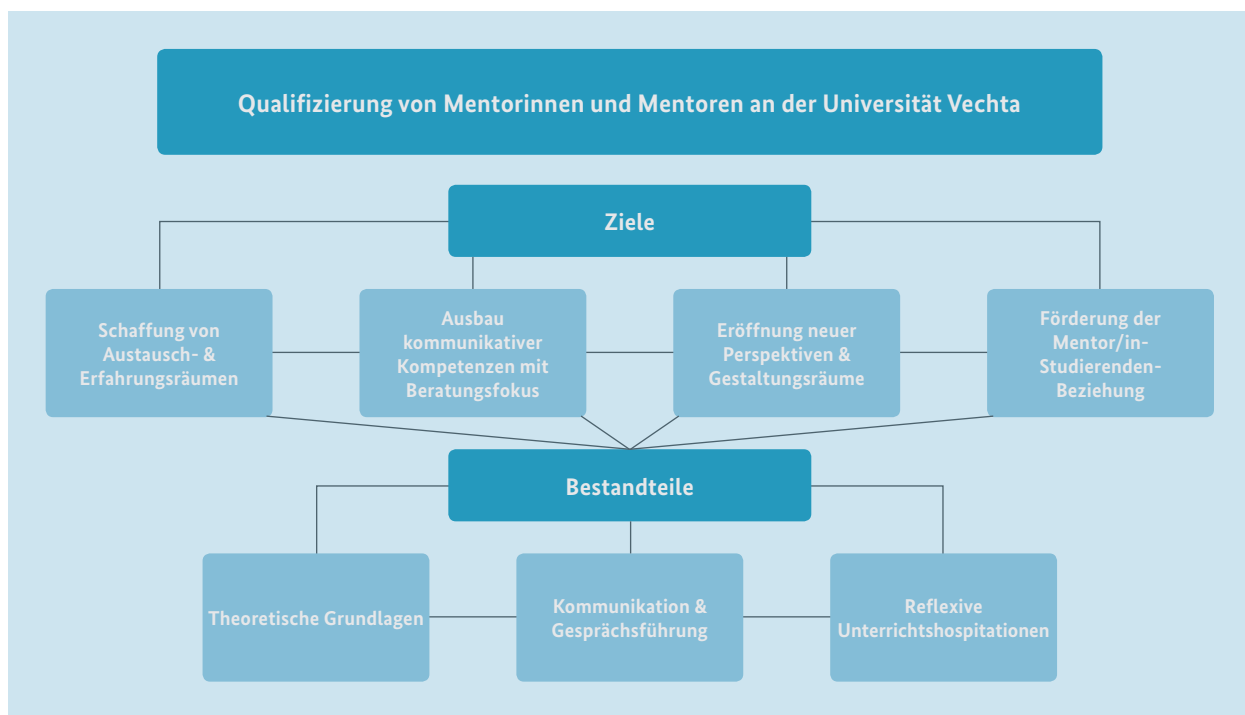 Qualifizierung von Mentorinnen und Mentoren an der Universität Vechta
Ziele
Schaffung von
Austausch- &
Erfahrungsräumen
Ausbau
kommunikativer
Kompetenzen mit
Beratungsfokus
Eröffnung neuer
Perspektiven &
Gestaltungsräume
Förderung der
Mentor/in-
Studierenden-
Beziehung
Bestandteile
Theoretische Grundlagen
Kommunikation &
Gesprächsführung
Reflexive
Unterrichtshospitationen